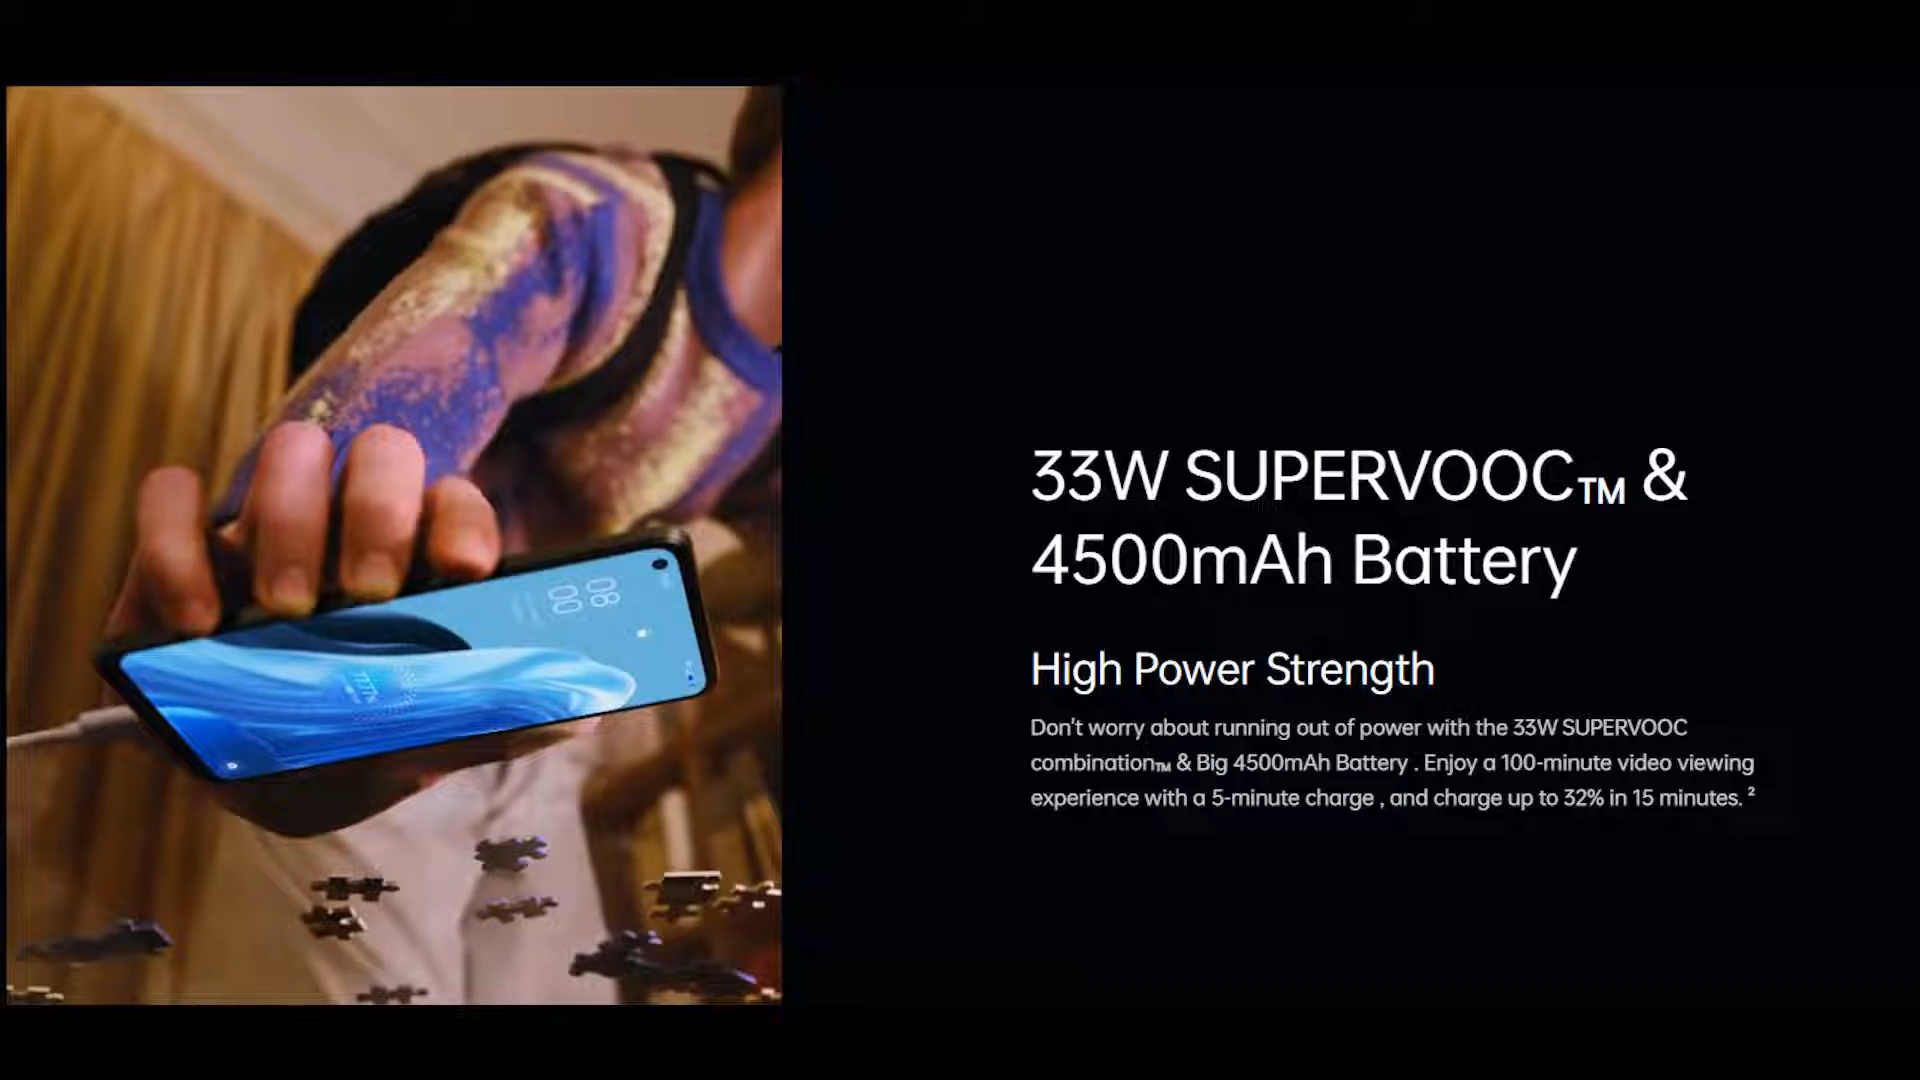 33W SUPERVOOC™ &
4500mAh Battery
High Power Strength
Don't worry about running out of power with the 33W SUPERVOOC
combination™ & Big 4500mAh Battery . Enjoy a 100-minute video viewing
experience with a 5-minute charge , and charge up to 32% in 15 minutes. ²
08
00